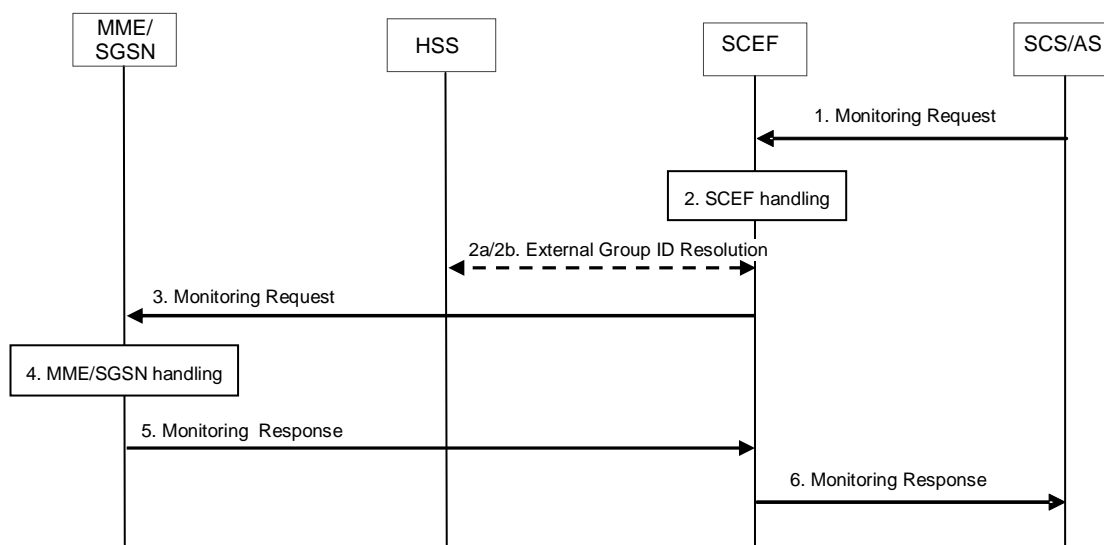 MME/
SGSN
HSS
SCEF
SCS/AS
1. Monitoring Request
2. SCEF handling
2a/2b. External Group ID Resolution
3. Monitoring Request
4. MME/SGSN handling
5. Monitoring Response
6. Monitoring Response